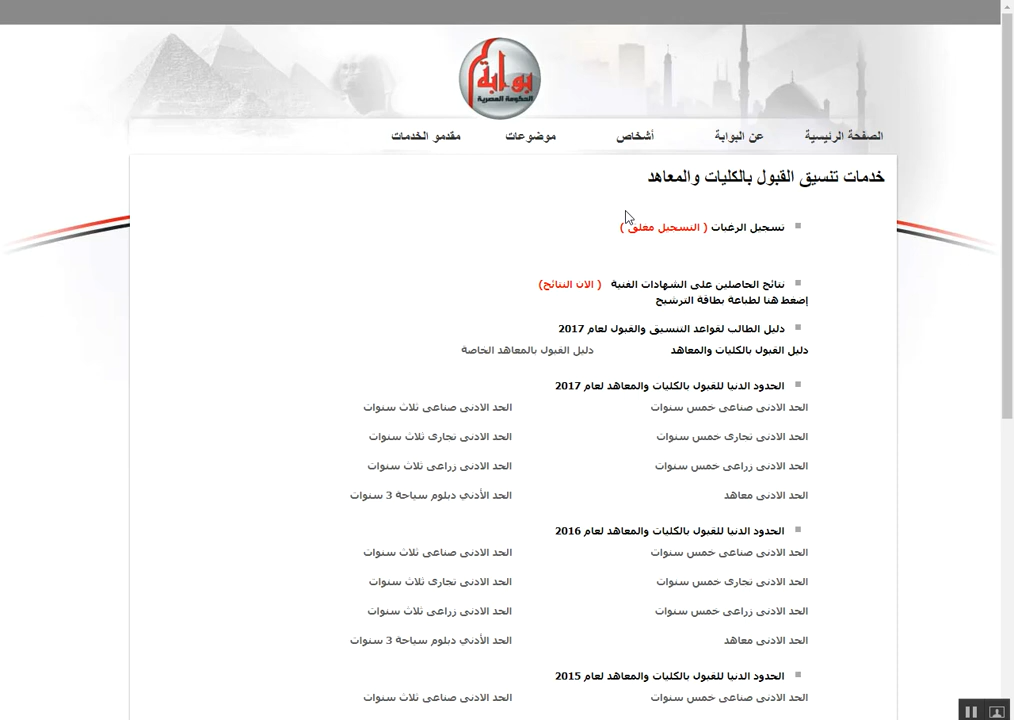 بوابة
الحكومة المصرية
الصفحة الرئيسية عن البوابة أشخاص موضوعات مقدمو الخدمات
خدمات تنسيق القبول بالكليات والمعاهد
تسجيل الرغبات ( التسجيل مغلق )
نتائج الحاصلين على الشهادات الفنية ( الان النتائج)
إضغط هنا لطباعة بطاقة الترشيح
دليل الطالب لقواعد التنسيق والقبول لعام 2017
دليل القبول بالكليات والمعاهد دليل القبول بالمعاهد الخاصة
الحدود الدنيا للقبول بالكليات والمعاهد لعام 2017
الحد الادنى صناعى خمس سنوات الحد الادنى صناعى ثلاث سنوات
الحد الادنى تجارى خمس سنوات الحد الادنى تجارى ثلاث سنوات
الحد الادنى زراعى خمس سنوات الحد الادنى زراعى ثلاث سنوات
الحد الادنى معاهد الحد الأدني دبلوم سياحة 3 سنوات
الحدود الدنيا للقبول بالكليات والمعاهد لعام 2016
الحد الادنى صناعى خمس سنوات الحد الادنى صناعى ثلاث سنوات
الحد الادنى تجارى خمس سنوات الحد الادنى تجارى ثلاث سنوات
الحد الادنى زراعى خمس سنوات الحد الادنى زراعى ثلاث سنوات
الحد الادنى معاهد الحد الأدني دبلوم سياحة 3 سنوات
الحدود الدنيا للقبول بالكليات والمعاهد لعام 2015
الحد الادنى صناعى خمس سنوات الحد الادنى صناعى ثلاث سنوات